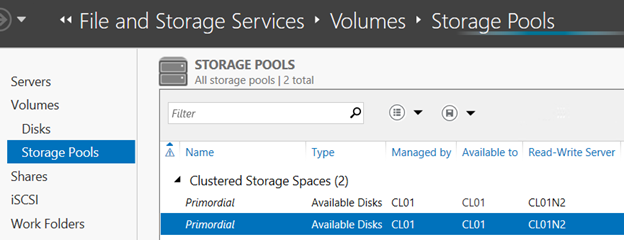 File and Storage Services Volumes Storage Pools
Servers
Volumes
Disks
Storage Pools
Shares
iSCSI
Work Folders
STORAGE POOLS
All storage pools | 2 total
Filter
Name Type Managed by Available to Read-Write Server
Clustered Storage Spaces (2)
Primordial Available Disks CL01 CL01 CL01N2
Primordial Available Disks CL01 CL01 CL01N2